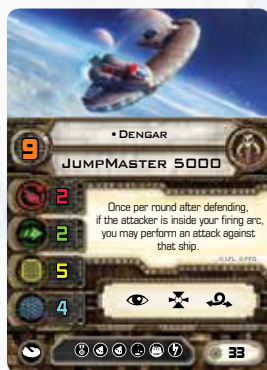 • DENGAR
9
JUMPMASTER 5000
2
2
5
4
Once per round after defending,
if the attacker is inside your firing arc,
you may perform an attack against
that ship.
©LFL ©FFG
33